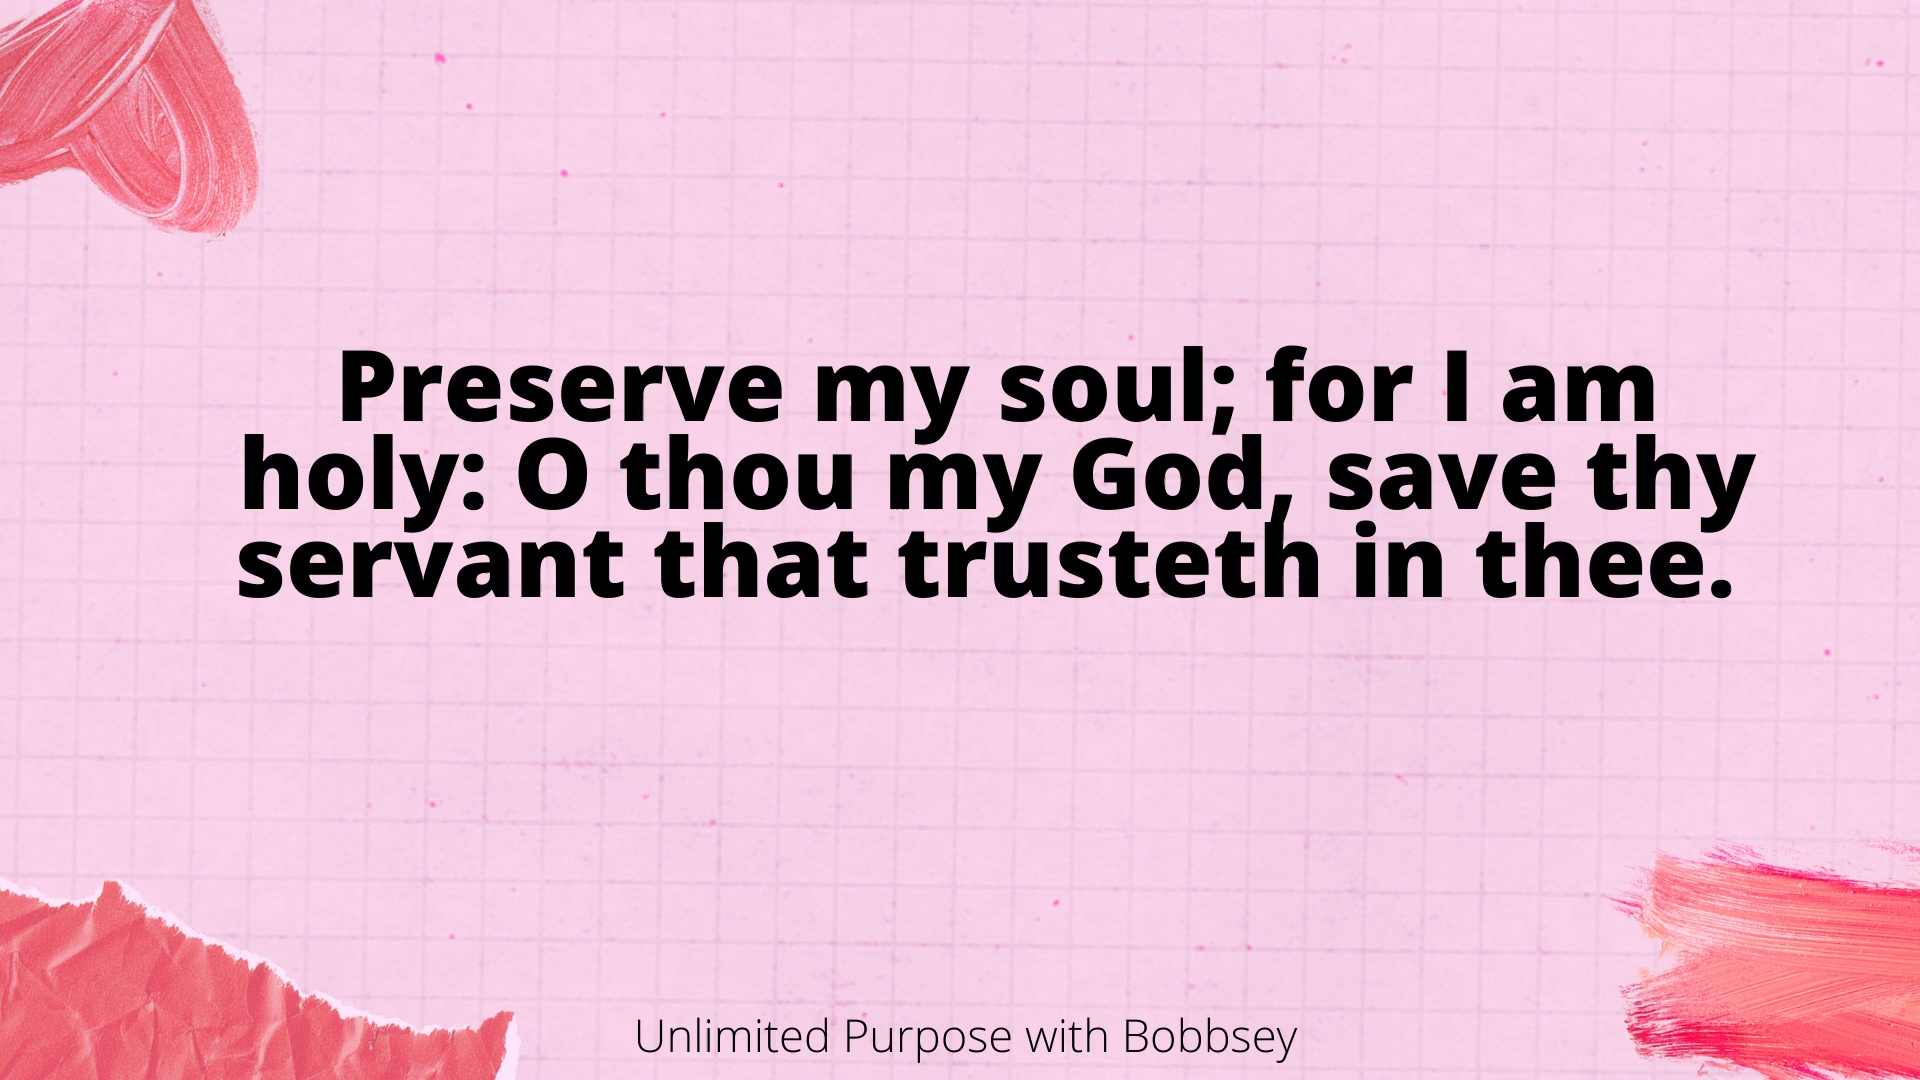 Preserve my soul; for I am
holy: O thou my God, save thy
servant that trusteth in thee.
Unlimited Purpose with Bobbsey